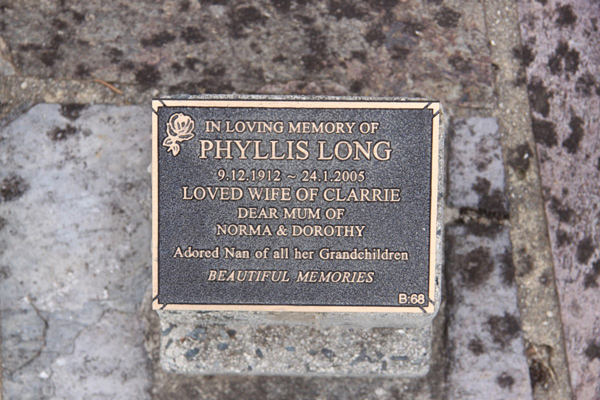 IN LOVING MEMORY OF
PHYLLIS LONG
9.12.1912 ~ 24.1.2005
LOVED WIFE OF CLARRIE
DEAR MUM OF
NORMA & DOROTHY
Adored Nan of all her Grandchildren
BEAUTIFUL MEMORIES
B:68